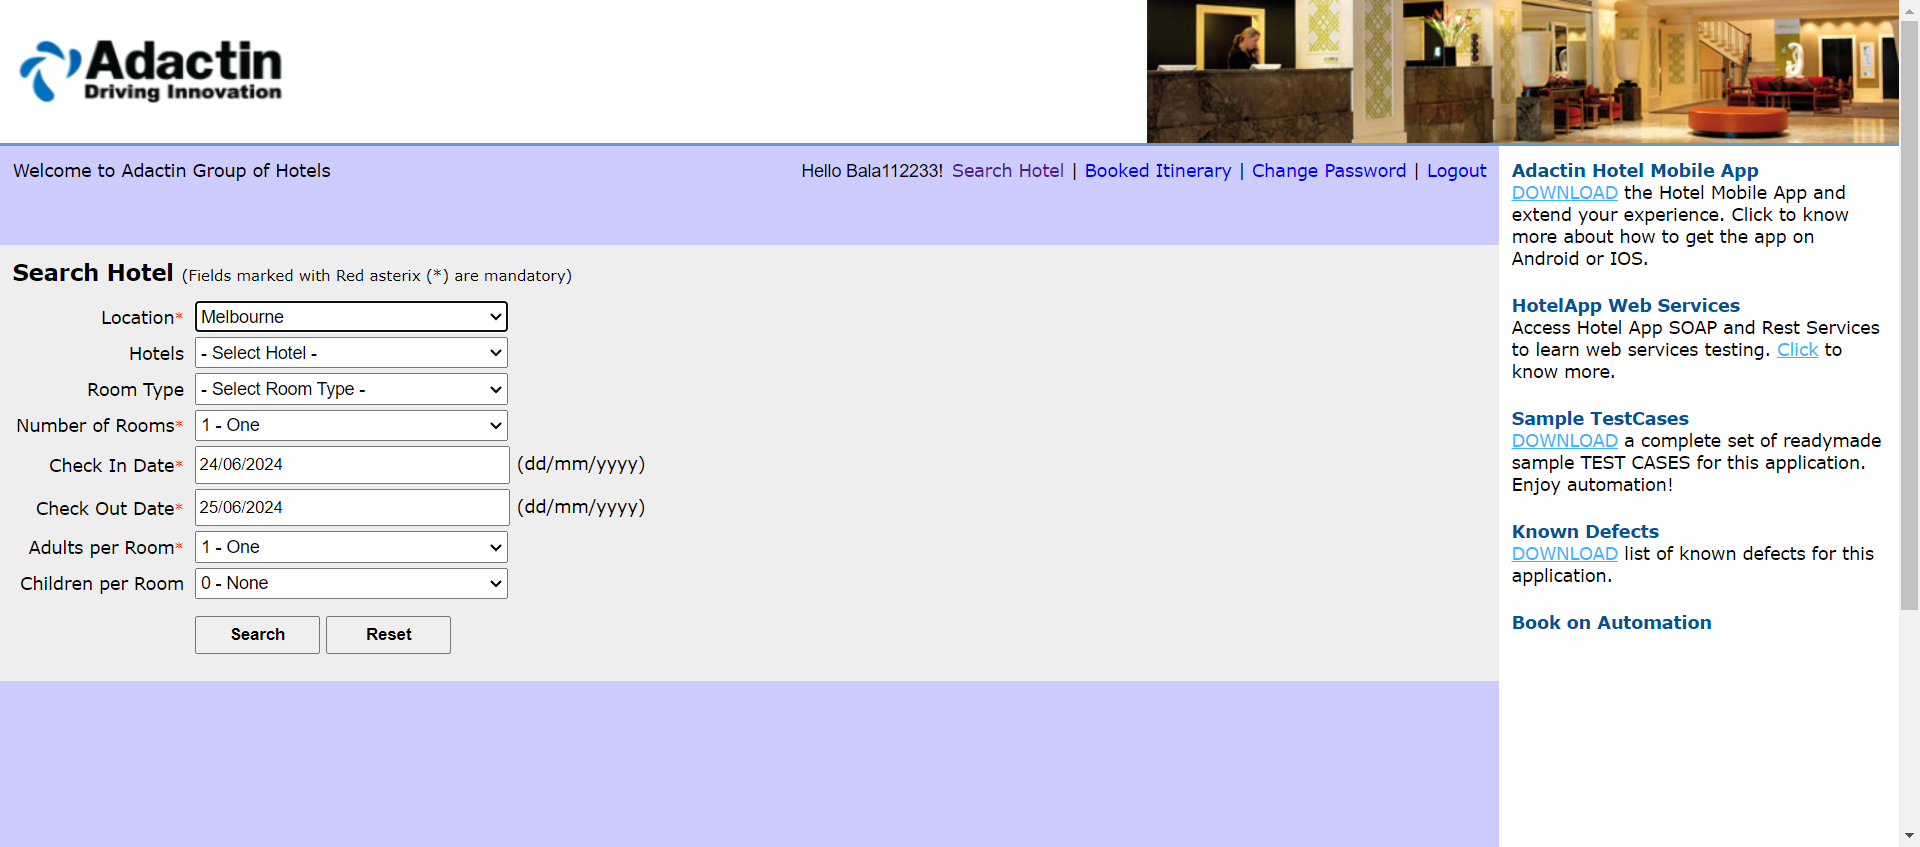 Adactin
Driving Innovation
Welcome to Adactin Group of Hotels
Hello Bala112233! Search Hotel | Booked Itinerary | Change Password | Logout
Search Hotel (Fields marked with Red asterix (*) are mandatory)
Location* Melbourne
Hotels - Select Hotel -
Room Type - Select Room Type -
Number of Rooms* 1 - One
Check In Date* 24/06/2024 (dd/mm/yyyy)
Check Out Date* 25/06/2024 (dd/mm/yyyy)
Adults per Room* 1 - One
Children per Room 0 - None
Search Reset
Adactin Hotel Mobile App
DOWNLOAD the Hotel Mobile App and
extend your experience. Click to know
more about how to get the app on
Android or IOS.
HotelApp Web Services
Access Hotel App SOAP and Rest Services
to learn web services testing. Click to
know more.
Sample TestCases
DOWNLOAD a complete set of readymade
sample TEST CASES for this application.
Enjoy automation!
Known Defects
DOWNLOAD list of known defects for this
application.
Book on Automation